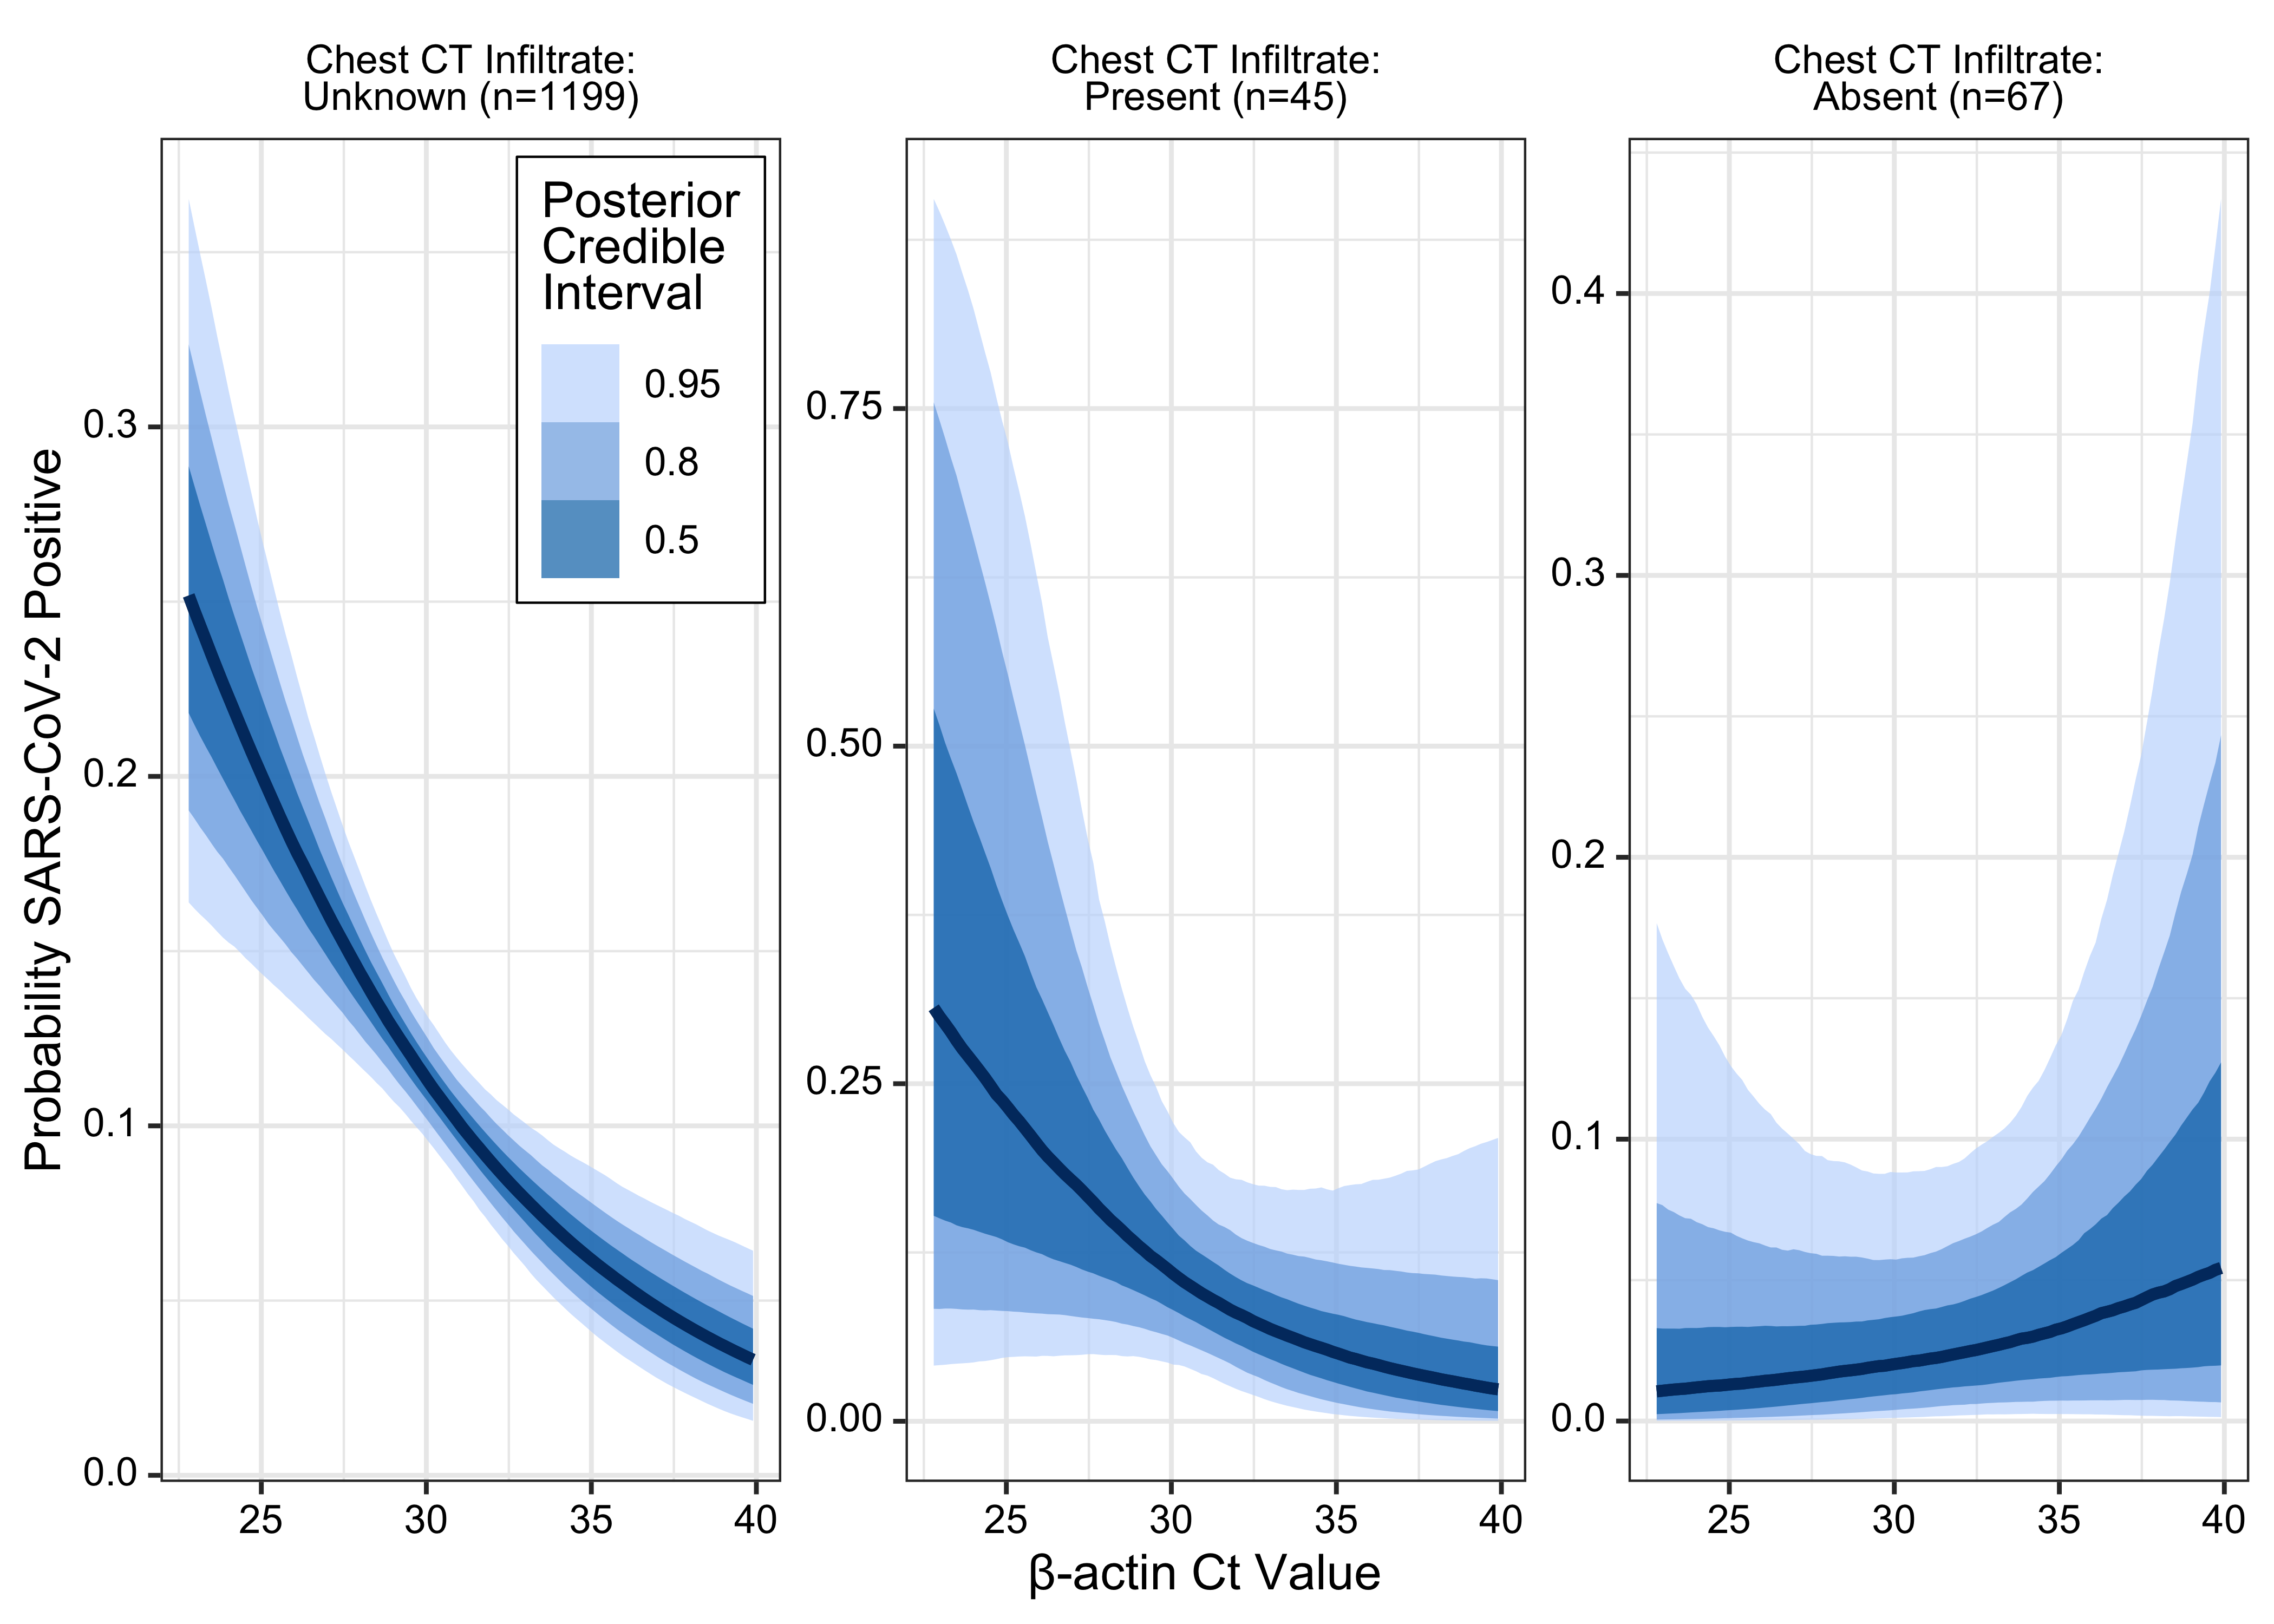 Chest CT Infiltrate:
Unknown (n=1199)
Chest CT Infiltrate:
Present (n=45)
Chest CT Infiltrate:
Absent (n=67)
Probability SARS-CoV-2 Positive
0.3
0.2
0.1
0.0
Posterior
Credible
Interval
0.95
0.8
0.5
25 30 35 40
0.75
0.50
0.25
0.00
25 30 35 40
0.4
0.3
0.2
0.1
0.0
25 30 35 40
β-actin Ct Value